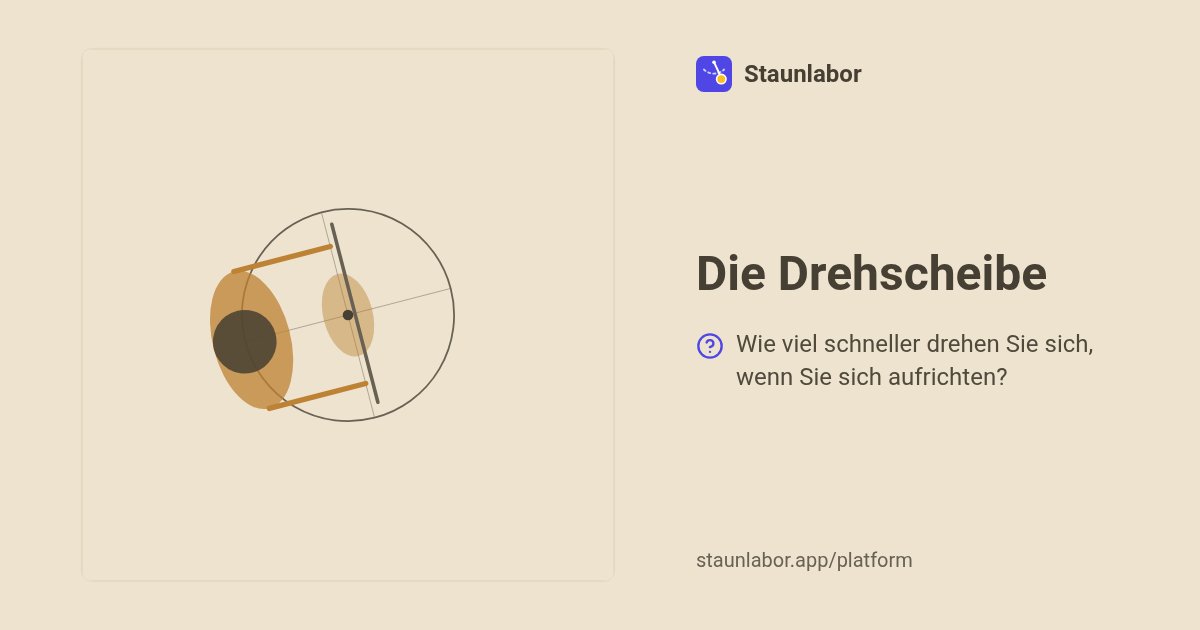 Staunlabor
Die Drehscheibe
Wie viel schneller drehen Sie sich,
wenn Sie sich aufrichten?
staunlabor.app/platform